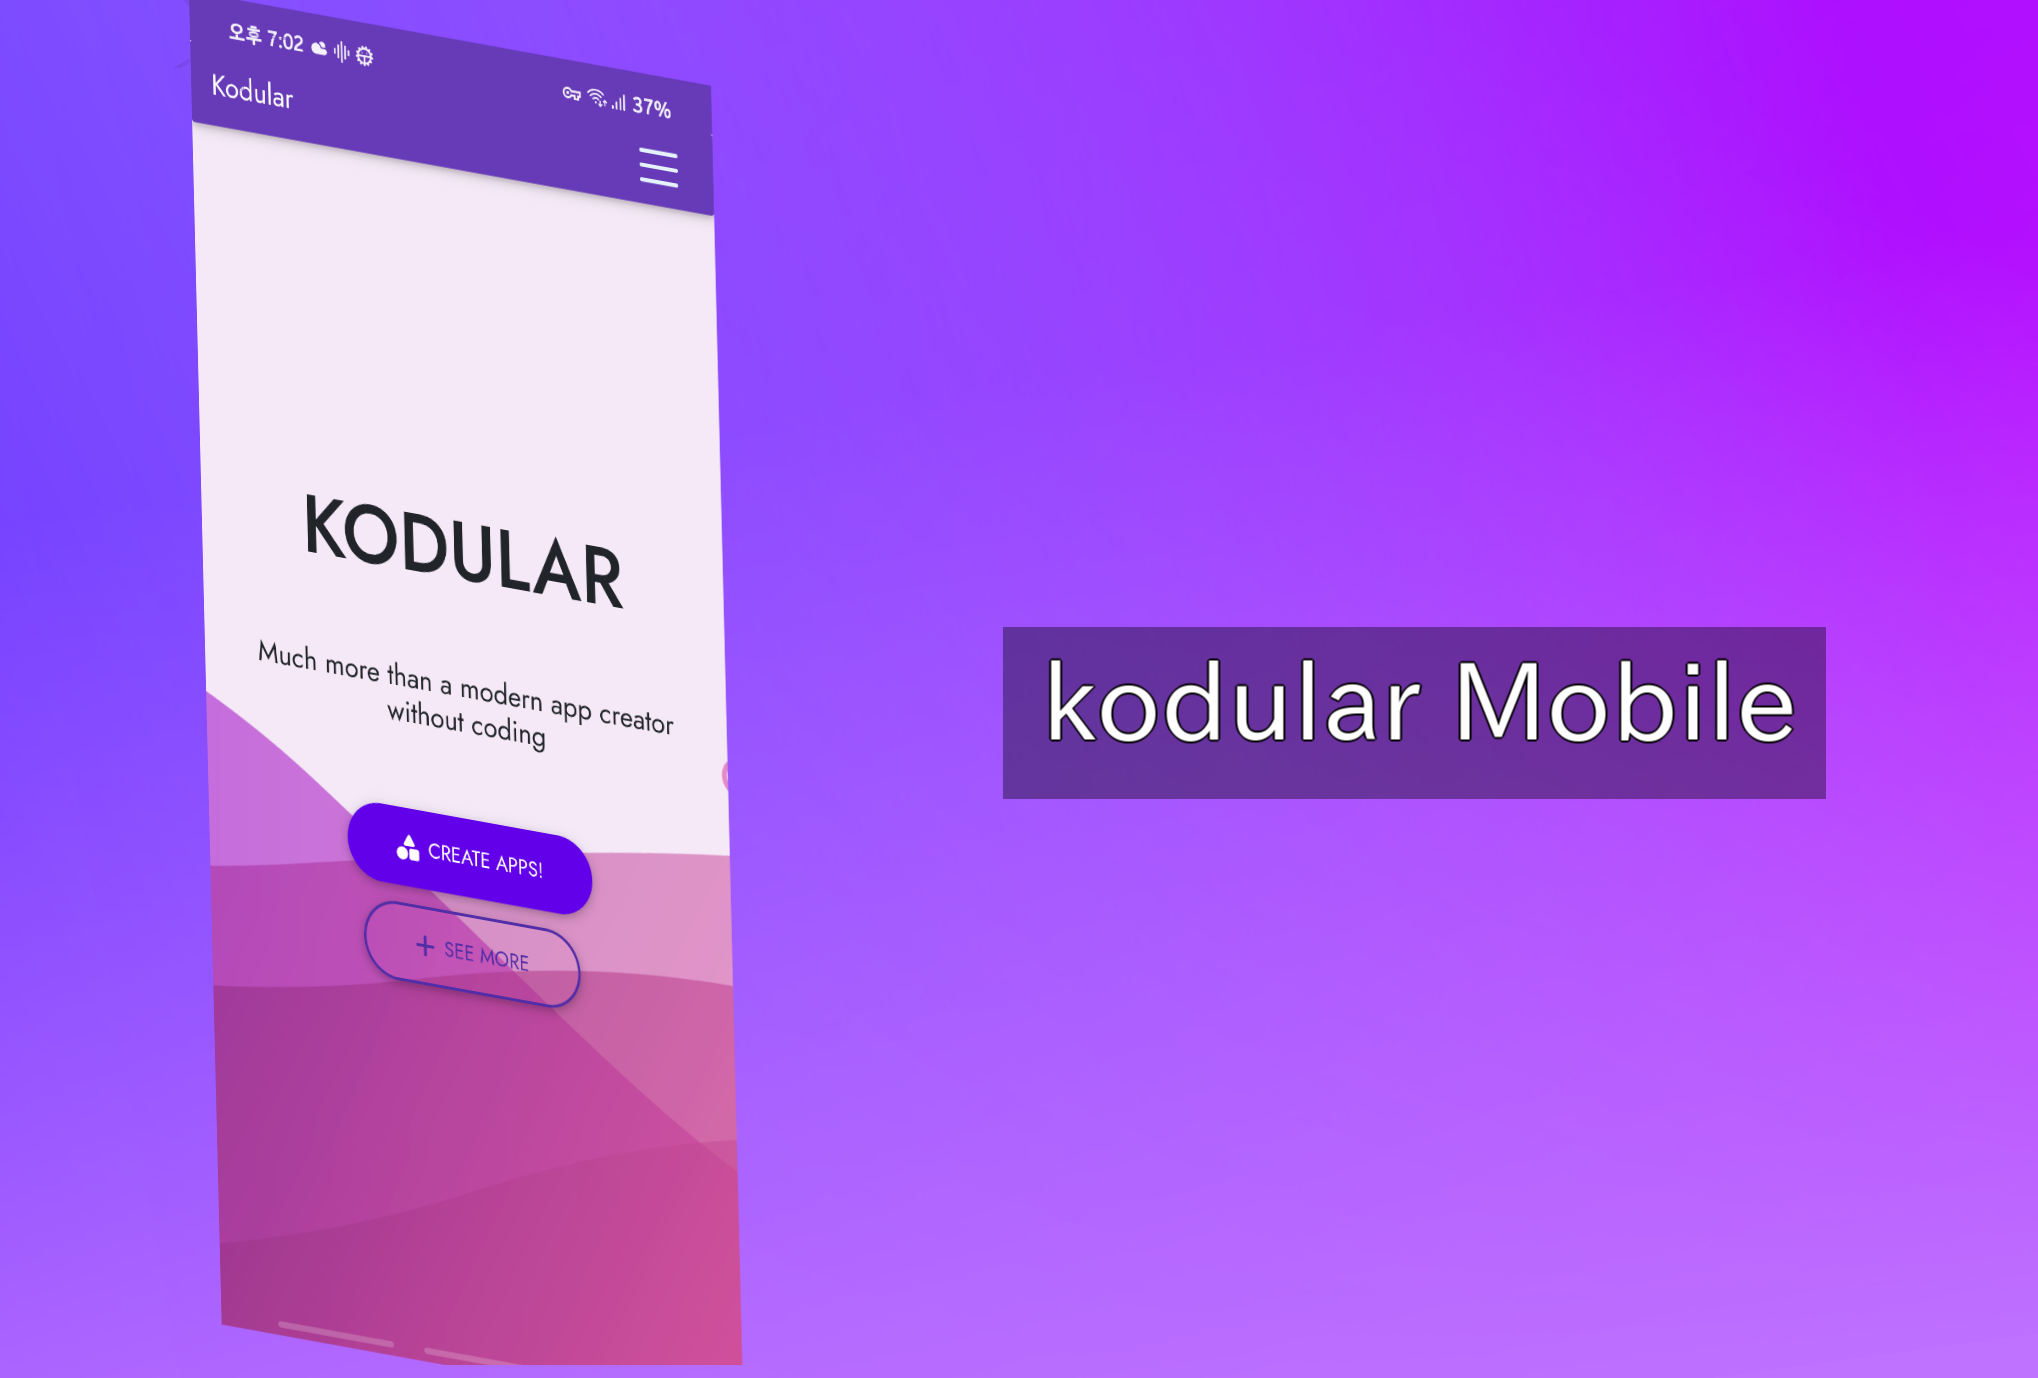 오후 7:02
37%
Kodular
KODULAR
Much more than a modern app creator
without coding
CREATE APPS!
SEE MORE
kodular Mobile